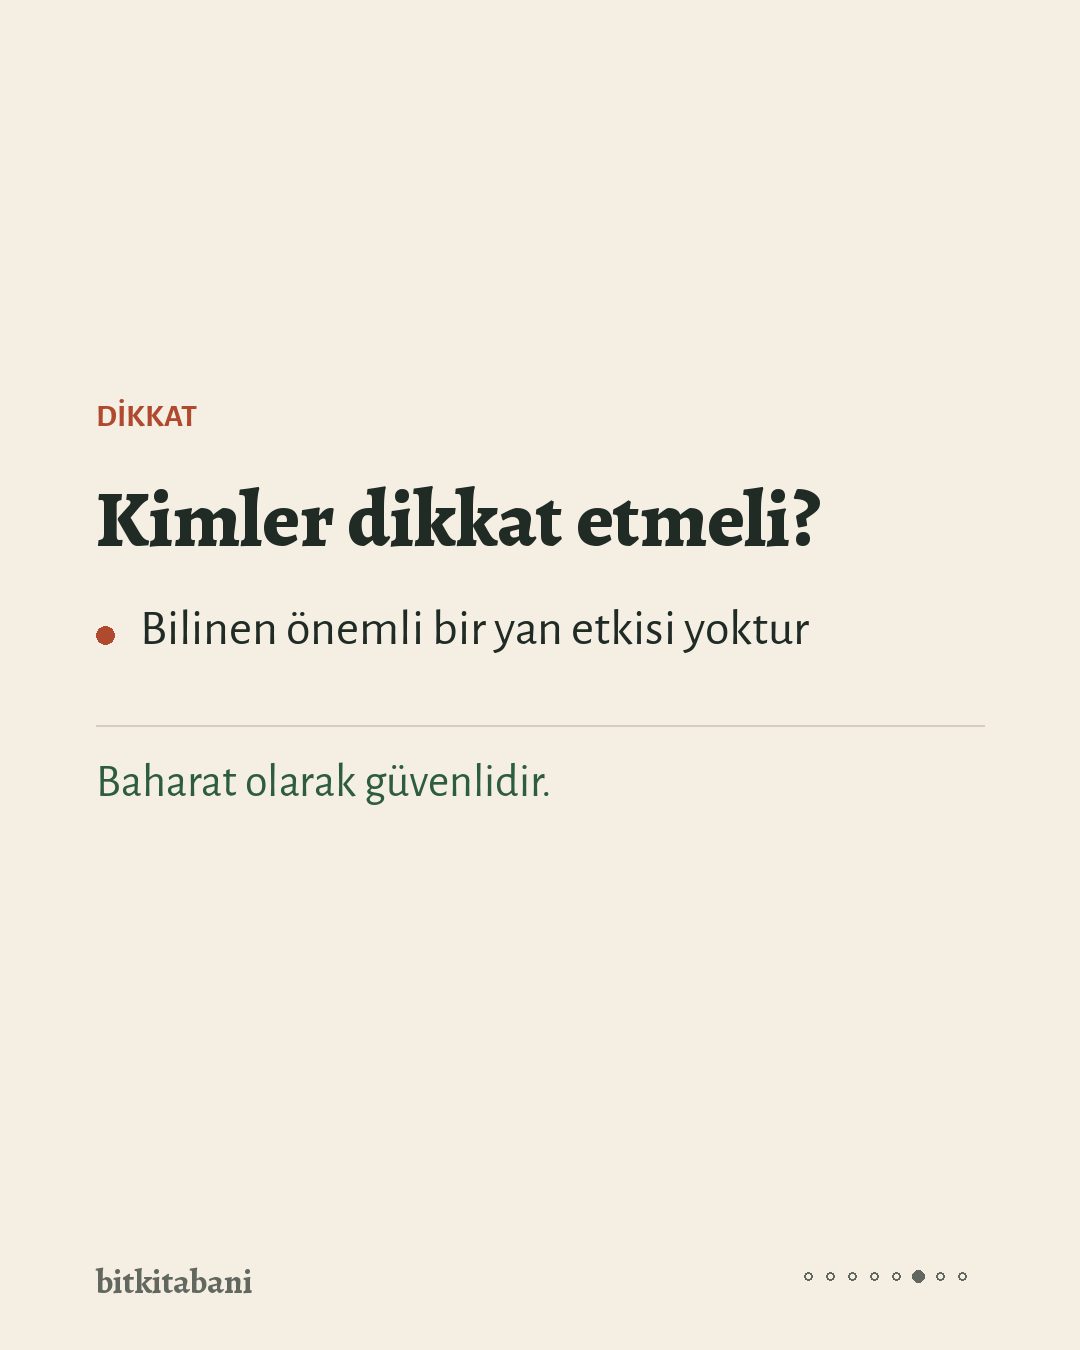 DİKKAT
Kimler dikkat etmeli?
Bilinen önemli bir yan etkisi yoktur
Baharat olarak güvenlidir.
bitkitabani